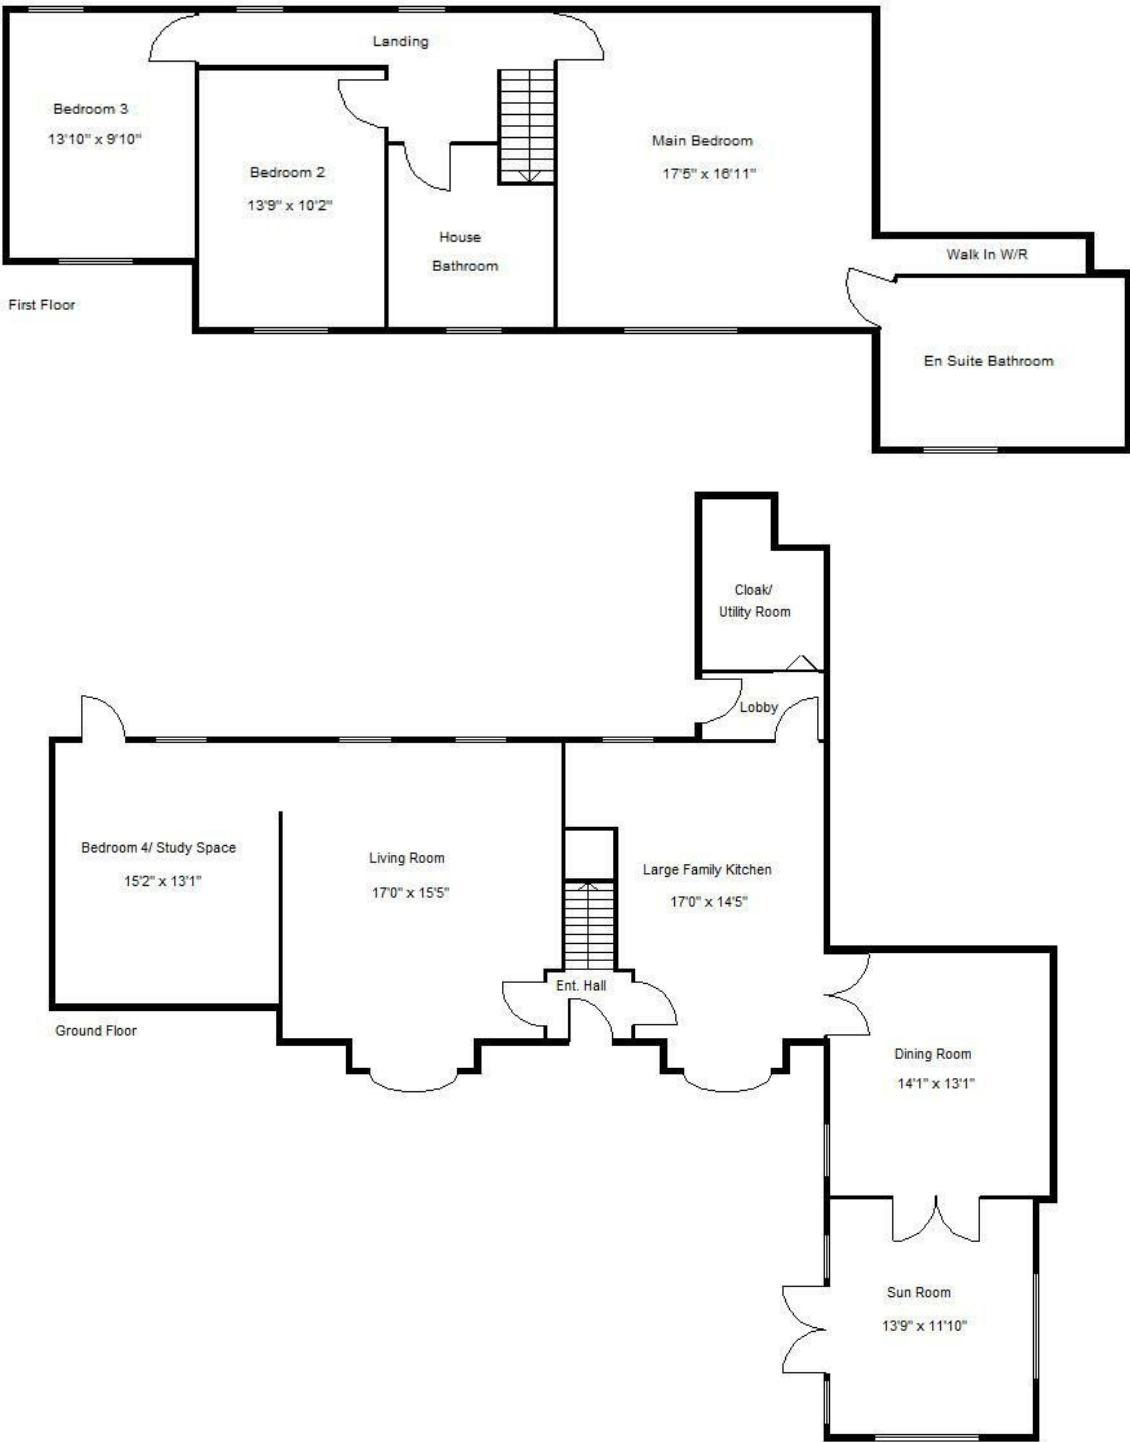 Landing
Bedroom 3
13'10" x 9'10"
Bedroom 2
13'9" x 10'2"
House
Bathroom
Main Bedroom
17'5" x 16'11"
Walk In W/R
En Suite Bathroom
First Floor
Cloak/
Utility Room
Lobby
Bedroom 4/ Study Space
15'2" x 13'1"
Living Room
17'0" x 15'5"
Large Family Kitchen
17'0" x 14'5"
Ent. Hall
Ground Floor
Dining Room
14'1" x 13'1"
Sun Room
13'9" x 11'10"